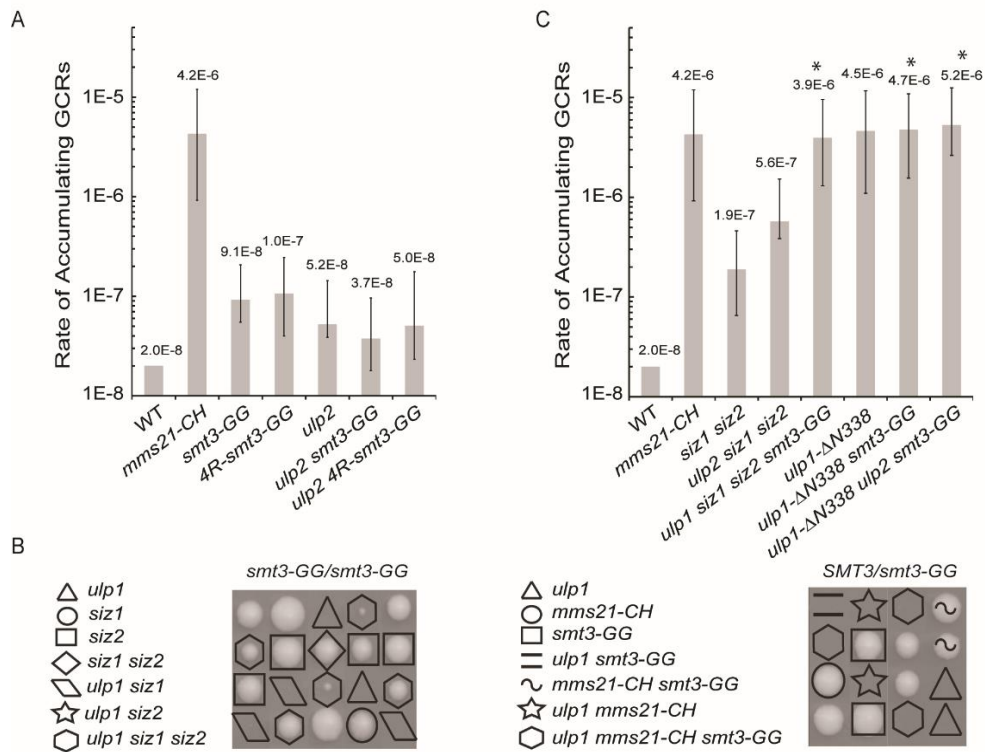 A
Rate of Accumulating GCRs
1E-5
1E-6
1E-7
1E-8
2.0E-8
4.2E-6
9.1E-8
1.0E-7
5.2E-8
3.7E-8
5.0E-8
WT
mms21-CH
smt3-GG
4R-smt3-GG
ulp2
ulp2 smt3-GG
ulp2 4R-smt3-GG
C
Rate of Accumulating GCRs
1E-5
1E-6
1E-7
1E-8
2.0E-8
4.2E-6
1.9E-7
5.6E-7
*
3.9E-6
4.5E-6
*
4.7E-6
*
5.2E-6
WT
mms21-CH
siz1 siz2
ulp2 siz1 siz2
ulp1 siz1 siz2 smt3-GG
ulp1-ΔN338
ulp1-ΔN338 smt3-GG
ulp1-ΔN338 ulp2 smt3-GG
B
ulp1
siz1
siz2
siz1 siz2
ulp1 siz1
ulp1 siz2
ulp1 siz1 siz2
smt3-GG/smt3-GG
ulp1
mms21-CH
smt3-GG
ulp1 smt3-GG
mms21-CH smt3-GG
ulp1 mms21-CH
ulp1 mms21-CH smt3-GG
SMT3/smt3-GG